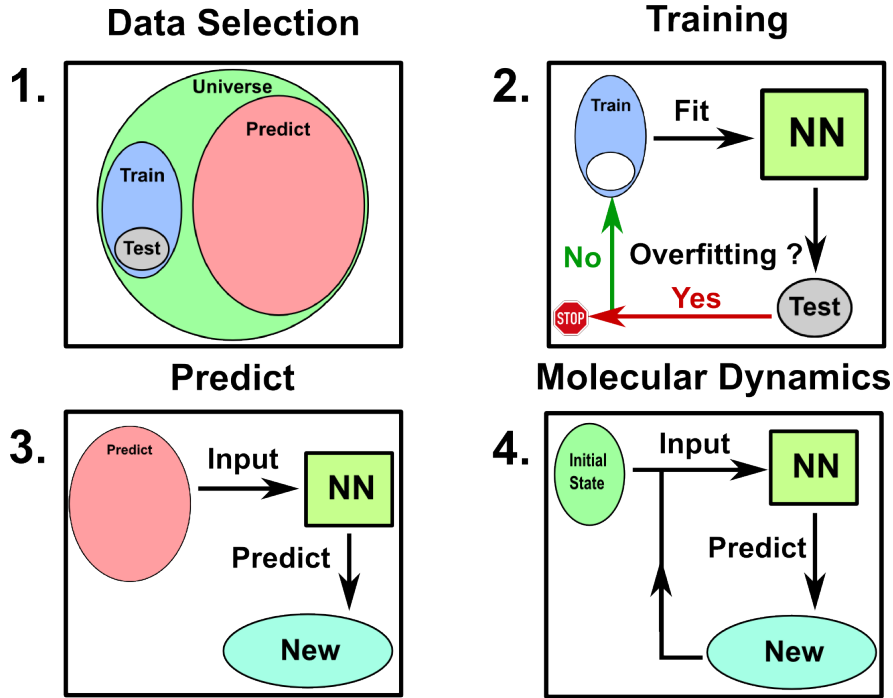 Data Selection
1.
Universe
Predict
Train
Test
Training
2.
Train
Fit
NN
No
Overfitting ?
Yes
STOP
Test
Predict
3.
Predict
Input
NN
Predict
New
Molecular Dynamics
4.
Initial
State
Input
NN
Predict
New